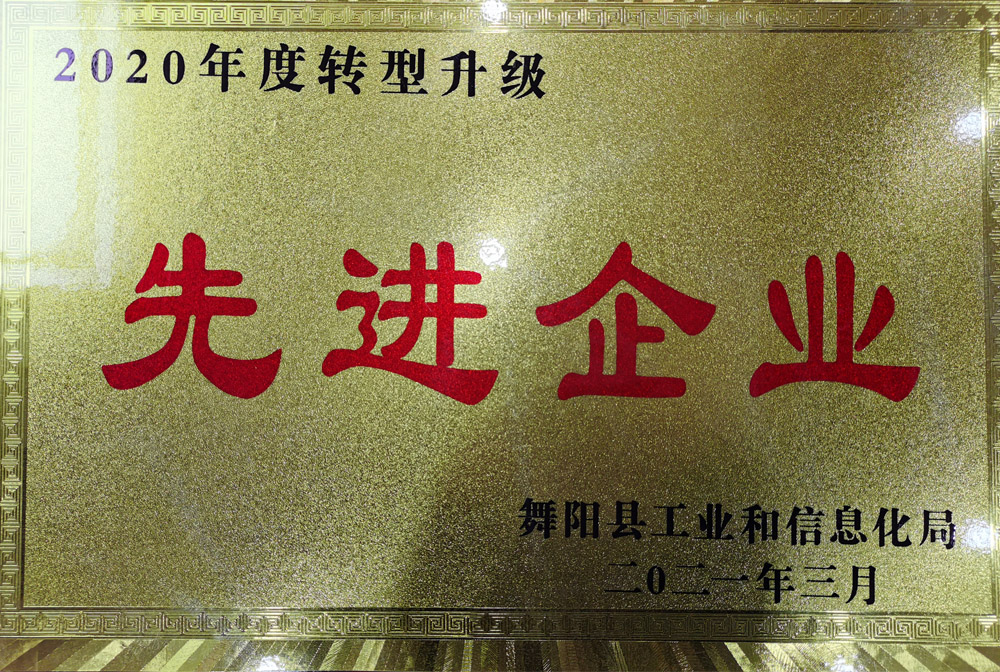 2020年度转型升级
先进企业
舞阳县工业和信息化局
二0二一年三月